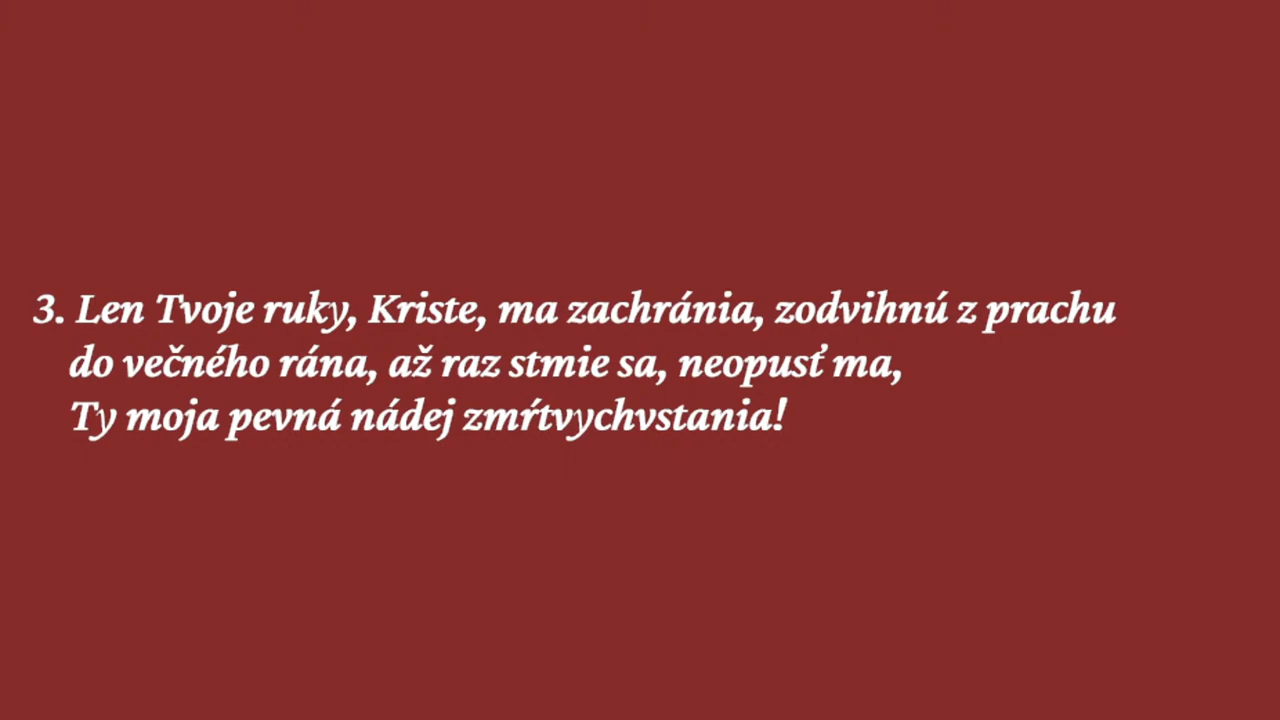 3. Len Tvoje ruky, Kriste, ma zachránia, zodvihnú z prachu
do večného rána, až raz stmie sa, neopusť ma,
Ty moja pevná nádej zmŕtvychvstania!